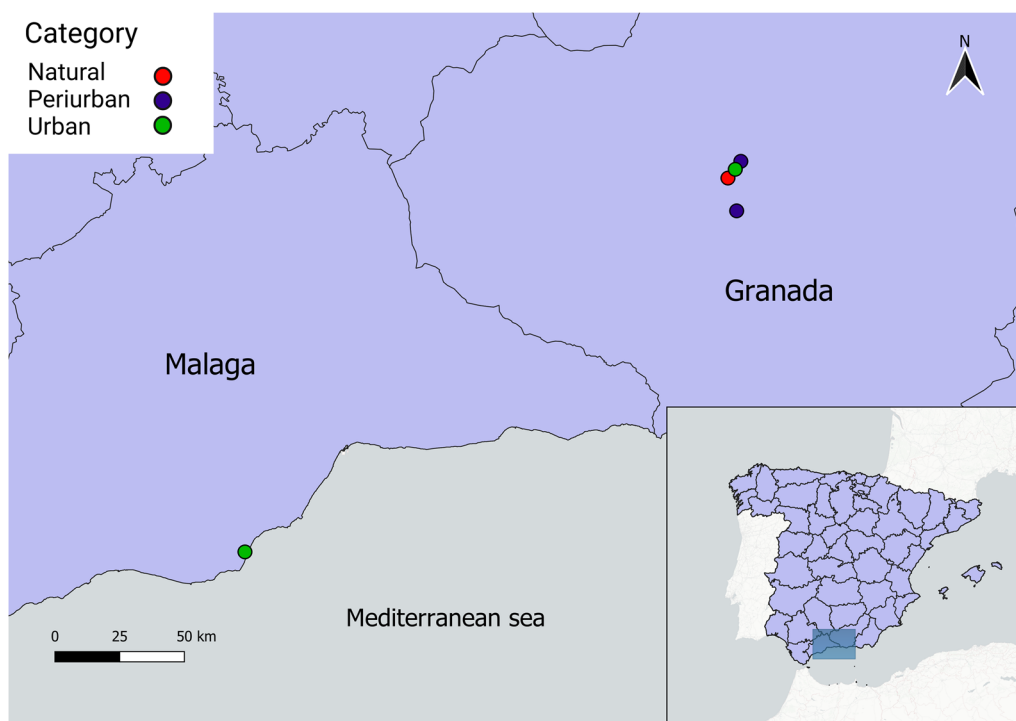 Category
Natural
Periurban
Urban
N
Granada
Malaga
Mediterranean sea
0 25 50 km